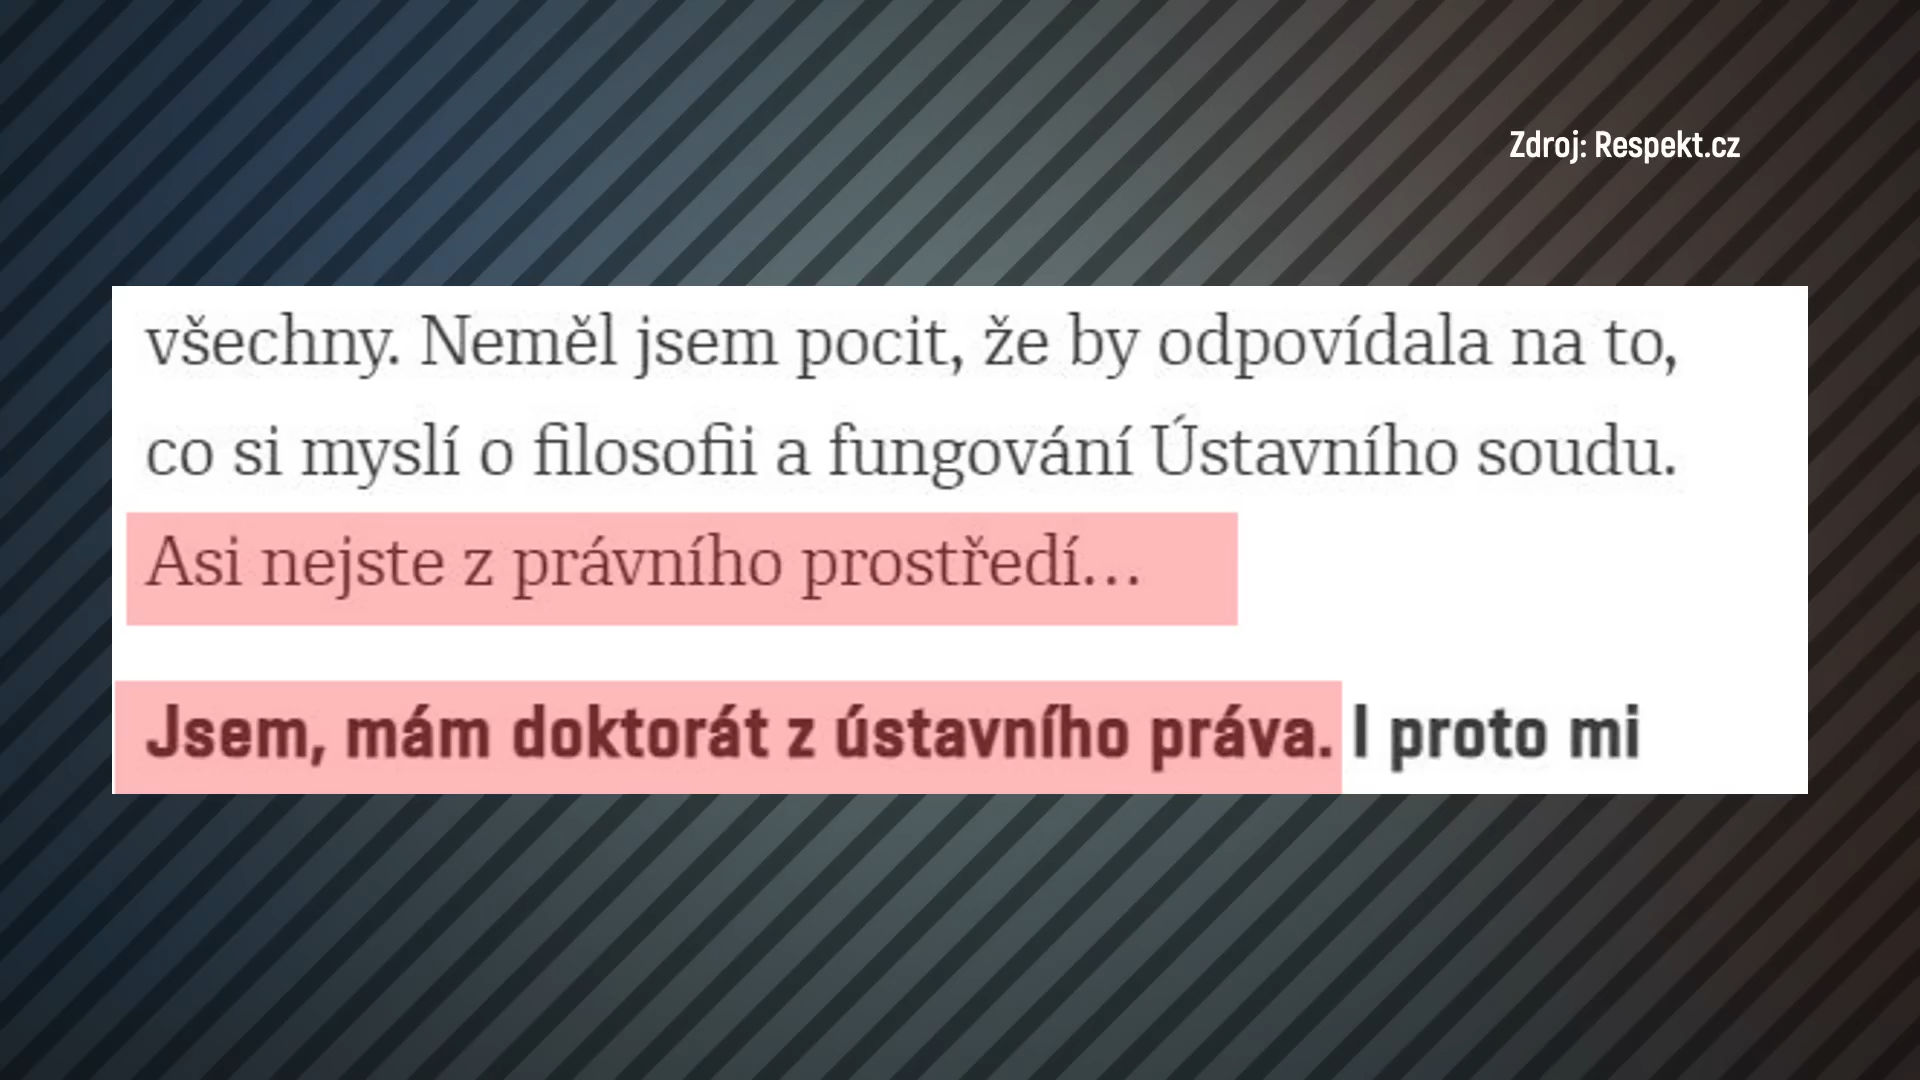 Zdroj: Respekt.cz
všechny. Neměl jsem pocit, že by odpovídala na to,
co si myslí o filosofii a fungování Ústavního soudu.
Asi nejste z právního prostředí…
Jsem, mám doktorát z ústavního práva. I proto mi